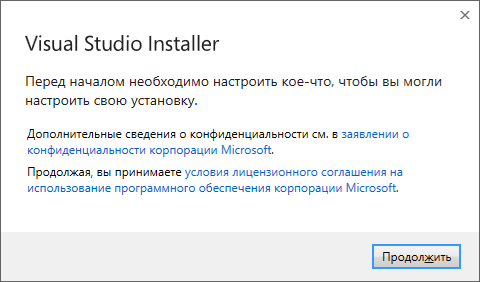 Visual Studio Installer
Перед началом необходимо настроить кое-что, чтобы вы могли
настроить свою установку.
Дополнительные сведения о конфиденциальности см. в заявлении о
конфиденциальности корпорации Microsoft.
Продолжая, вы принимаете условия лицензионного соглашения на
использование программного обеспечения корпорации Microsoft.
Продолжить